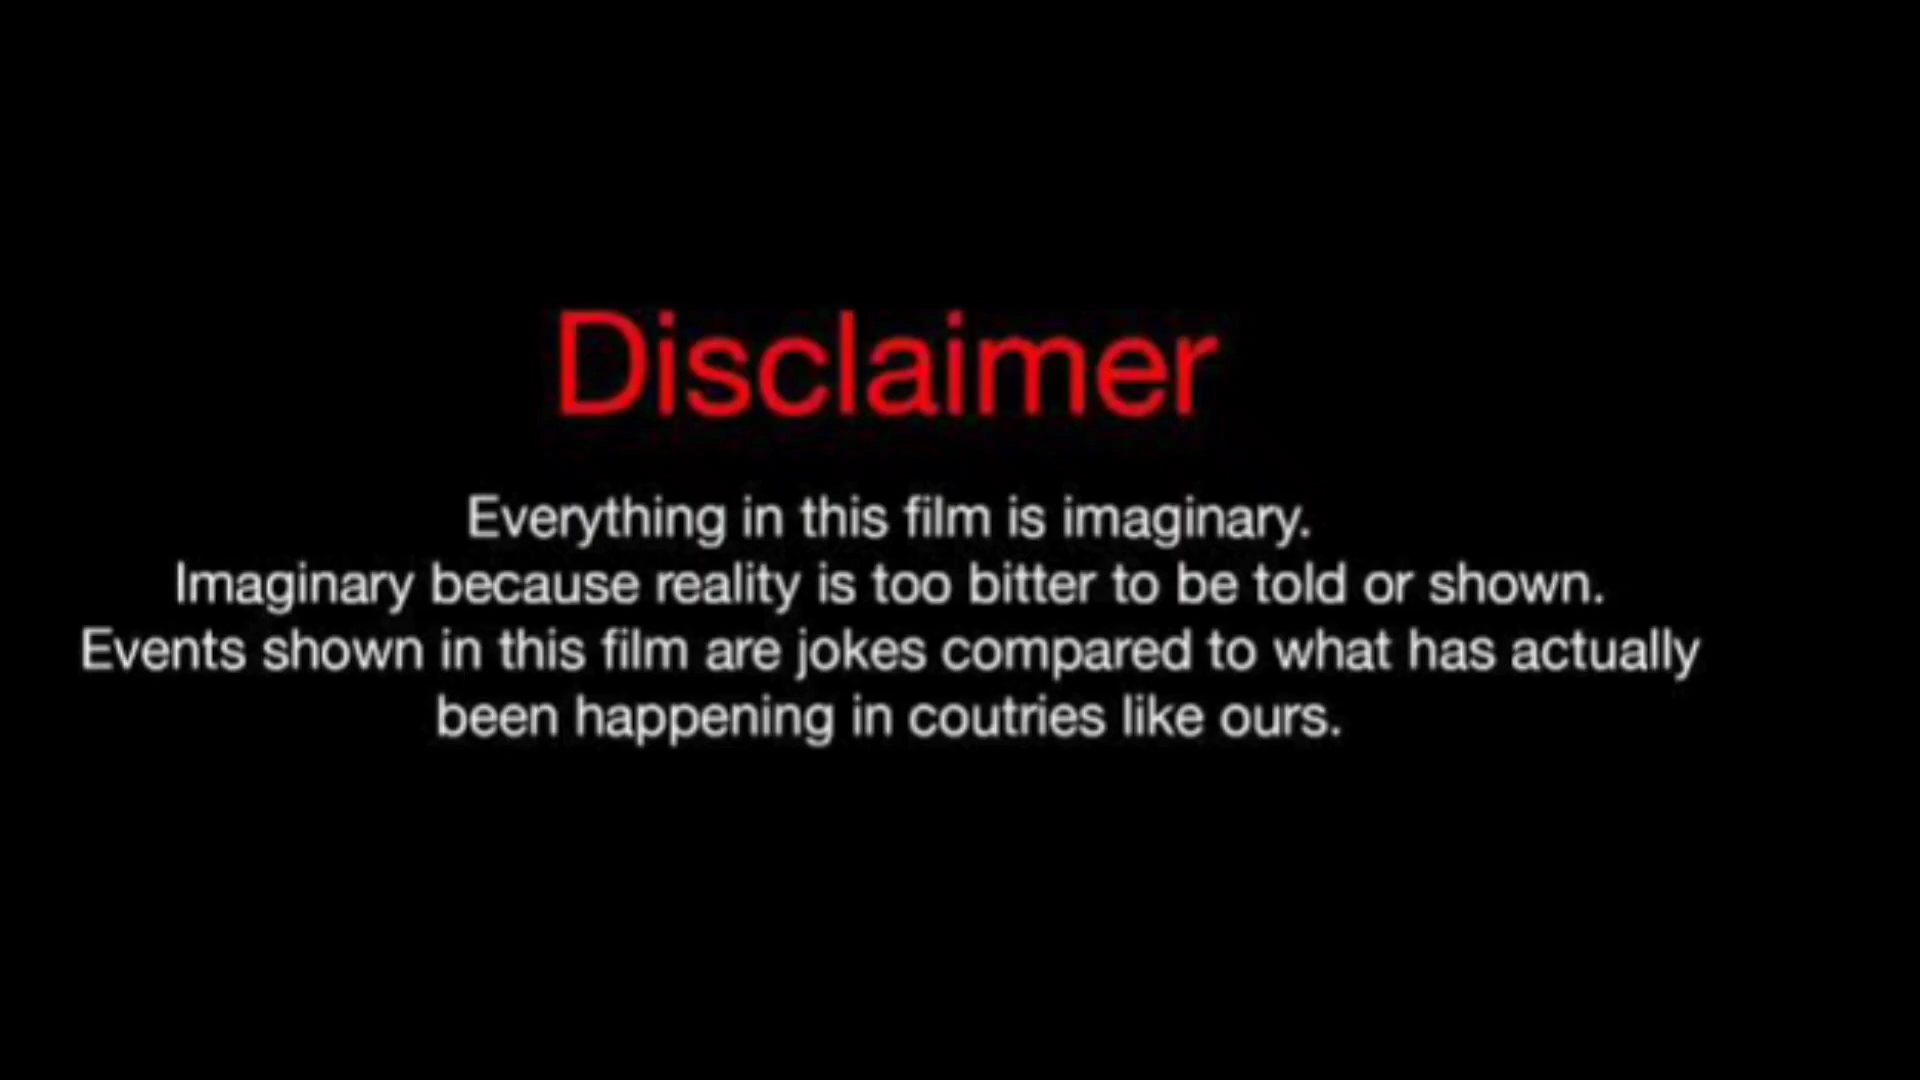 Disclaimer
Everything in this film is imaginary.
Imaginary because reality is too bitter to be told or shown.
Events shown in this film are jokes compared to what has actually
been happening in coutries like ours.